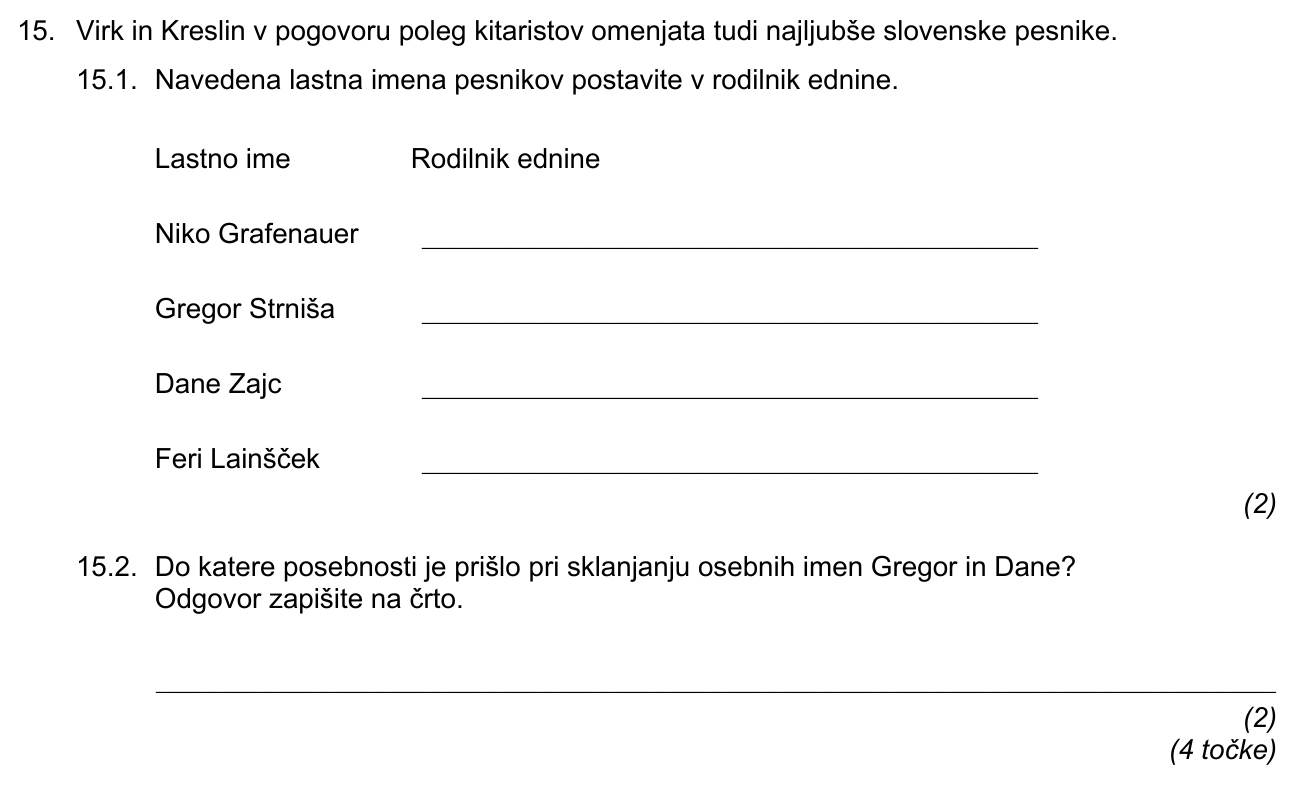 15. Virk in Kreslin v pogovoru poleg kitaristov omenjata tudi najljubše slovenske pesnike.
15.1. Navedena lastna imena pesnikov postavite v rodilnik ednine.
Lastno ime Rodilnik ednine
Niko Grafenauer
Gregor Strniša
Dane Zajc
Feri Lainšček
(2)
15.2. Do katere posebnosti je prišlo pri sklanjanju osebnih imen Gregor in Dane?
Odgovor zapišite na črto.
(2)
(4 točke)